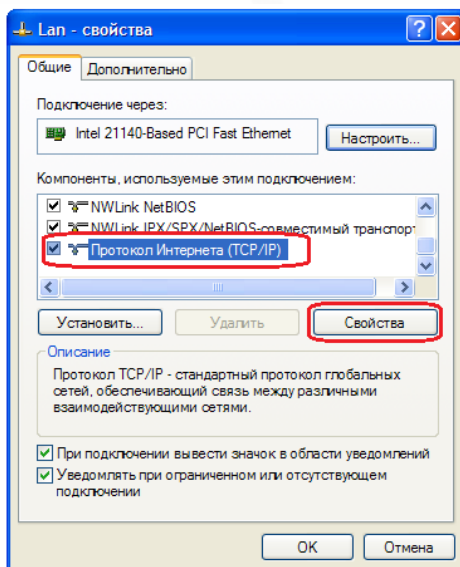 Lan - свойства
Общие
Дополнительно
Подключение через:
Intel 21140-Based PCI Fast Ethernet
Настроить...
Компоненты, используемые этим подключением:
NWLink NetBIOS
NWLink IPX/SPX/NetBIOS-совместимый транспорт
Протокол Интернета (TCP/IP)
Установить...
Удалить
Свойства
Описание
Протокол TCP/IP - стандартный протокол глобальных
сетей, обеспечивающий связь между различными
взаимодействующими сетями.
При подключении вывести значок в области уведомлений
Уведомлять при ограниченном или отсутствующем
подключении
OK
Отмена